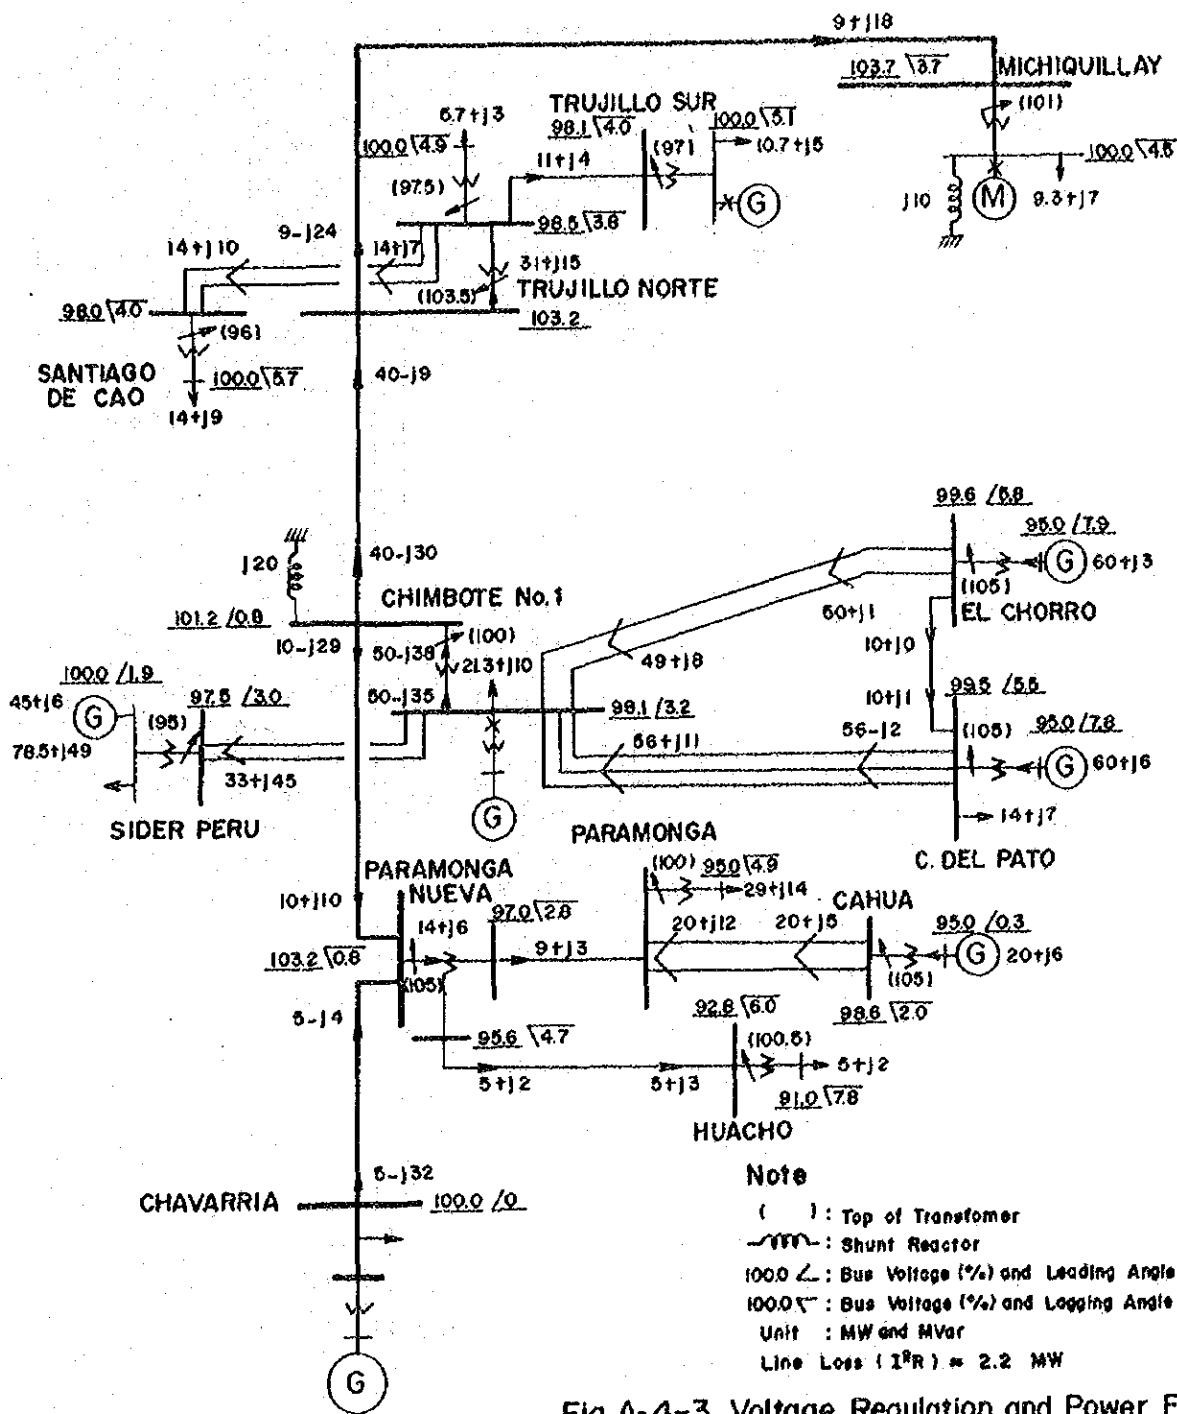 9+j18
103.7 \3.7
MICHIQUILLAY
(101)
100.0 \4.5
j10
M
9.3+j7
TRUJILLO SUR
98.1 \4.0
100.0 \5.1
(97)
10.7+j5
G
11+j4
5.7+j3
100.0 \4.9
(97.5)
98.5 \3.8
9-j24
14+j7
14+j10
31+j15
(103.5)
TRUJILLO NORTE
103.2
98.0 \4.0
(96)
SANTIAGO
DE CAO
100.0 \5.7
14+j9
40-j9
99.6 /5.8
95.0 /7.9
G
60+j3
(105)
EL CHORRO
50+j1
49+j8
10+j0
10+j1
j20
40-j30
CHIMBOTE No.1
101.2 /0.8
10-j29
50-j38
(100)
21.3+j10
50-j35
98.1 /3.2
100.0 /1.9
45+j6
G
97.5 /3.0
(95)
78.5+j49
33+j45
SIDER PERU
G
99.5 /5.5
95.0 /7.8
(105)
G
60+j6
56+j11
56-j2
14+j7
C. DEL PATO
PARAMONGA
NUEVA
PARAMONGA
(100)
95.0 \4.9
29+j14
CAHUA
10+j10
14+j6
97.0 \2.8
9+j3
20+j12
20+j5
95.0 /0.3
G
20+j6
103.2 \0.8
(105)
(105)
98.6 \2.0
5-j4
95.6 \4.7
92.8 \6.0
(100.5)
5+j2
5+j3
5+j2
91.0 \7.8
HUACHO
CHAVARRIA
5-j32
100.0 /0
G
Note
( ) : Top of Transfomer
: Shunt Reactor
100.0 ∠ : Bus Voltage (%) and Leading Angle
100.0 \ : Bus Voltage (%) and Lagging Angle
Unit : MW and MVar
Line Loss (I²R) = 2.2 MW
Fig. A-4-3 Voltage Regulation and Power F